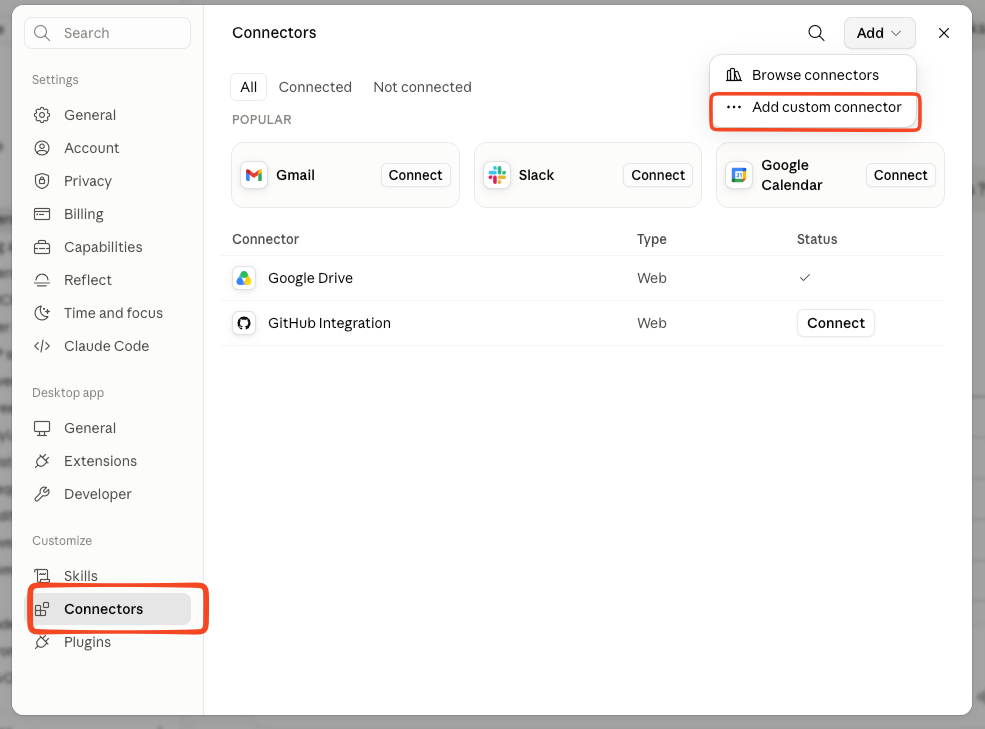 Search
Settings
General
Account
Privacy
Billing
Capabilities
Reflect
Time and focus
Claude Code
Desktop app
General
Extensions
Developer
Customize
Skills
Connectors
Plugins
Connectors
Add
Browse connectors
Add custom connector
All Connected Not connected
POPULAR
Gmail Connect
Slack Connect
Google
Calendar
Connect
Connector Type Status
Google Drive Web
GitHub Integration Web Connect